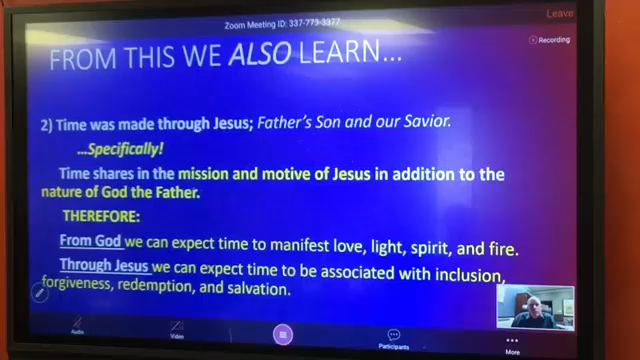 Zoom Meeting ID: 337-773-3377
Leave
Recording
FROM THIS WE ALSO LEARN...
2) Time was made through Jesus; Father's Son and our Savior.
...Specifically!
Time shares in the mission and motive of Jesus in addition to the
nature of God the Father.
THEREFORE:
From God we can expect time to manifest love, light, spirit, and fire.
Through Jesus we can expect time to be associated with inclusion,
forgiveness, redemption, and salvation.
Audio
Video
Participants
More